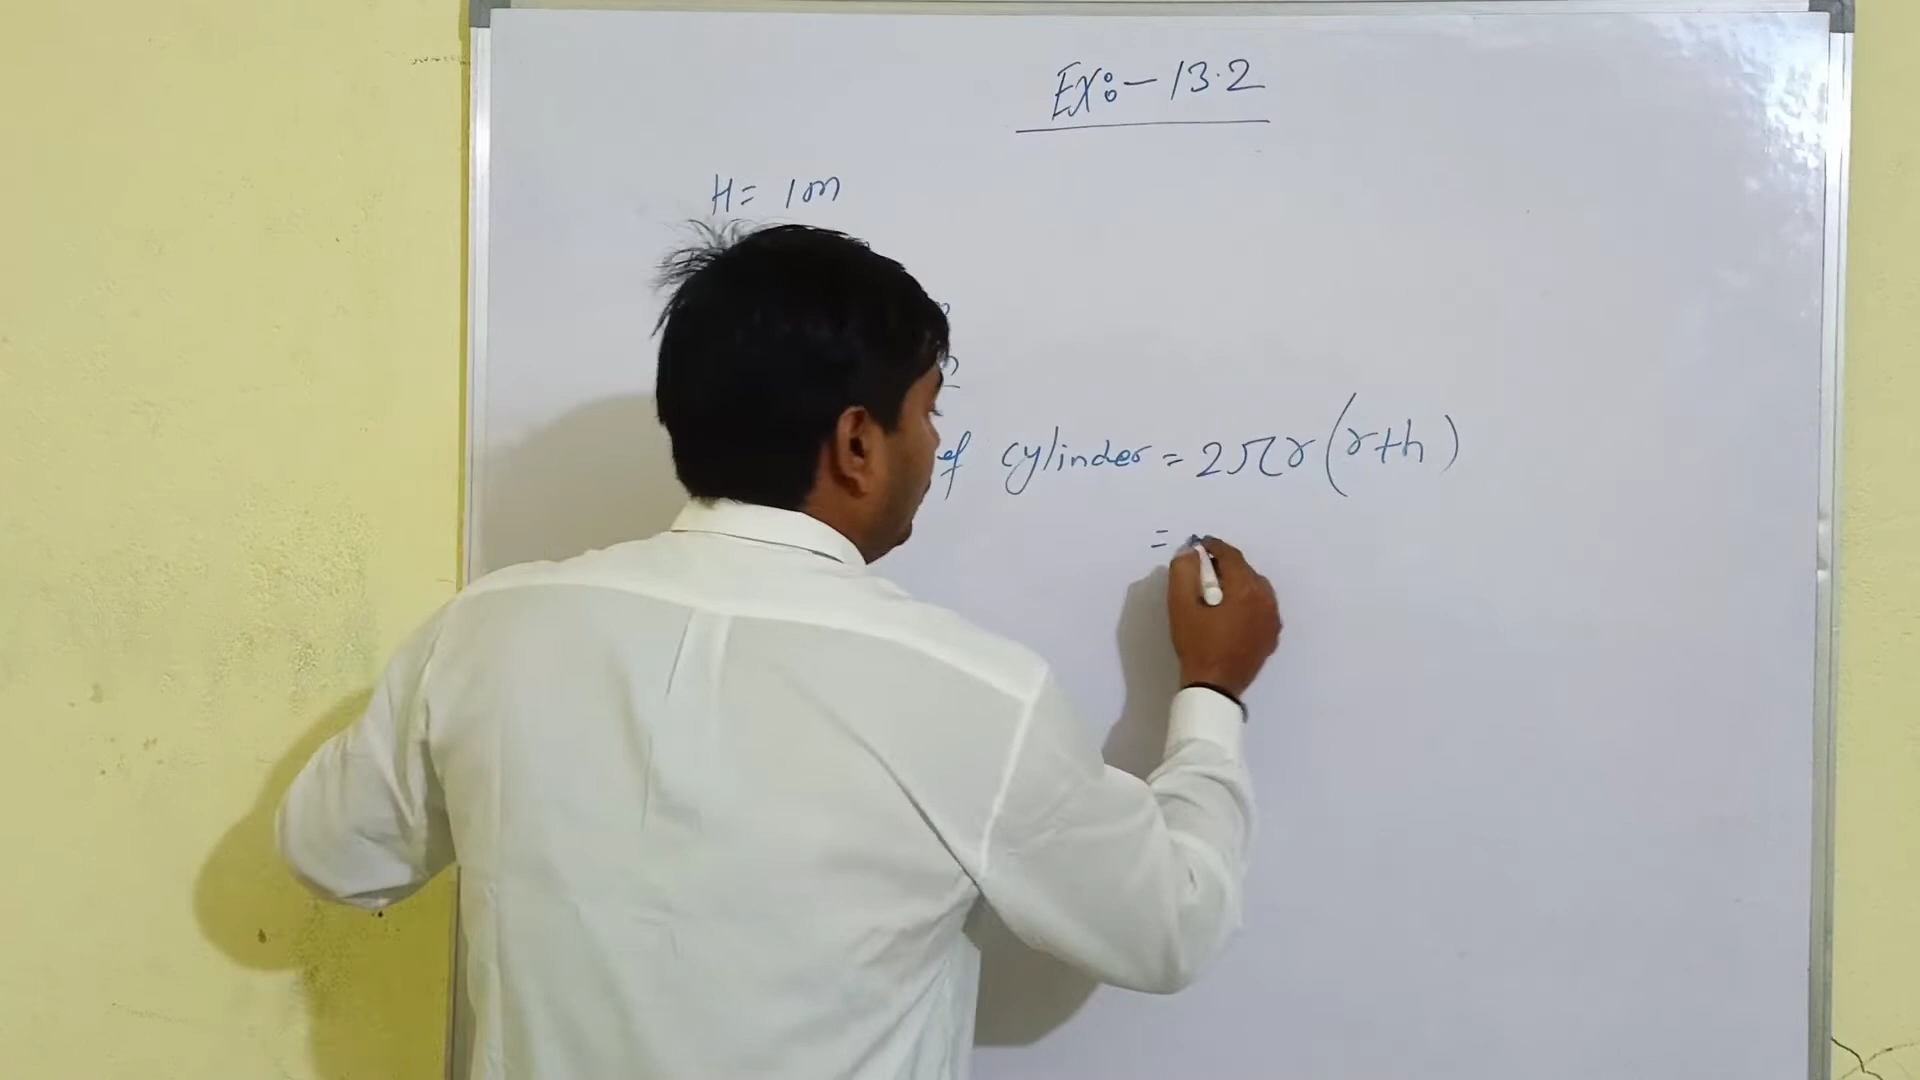 Ex:- 13.2
H= 1m
of cylinder = 2πr(r+h)
=